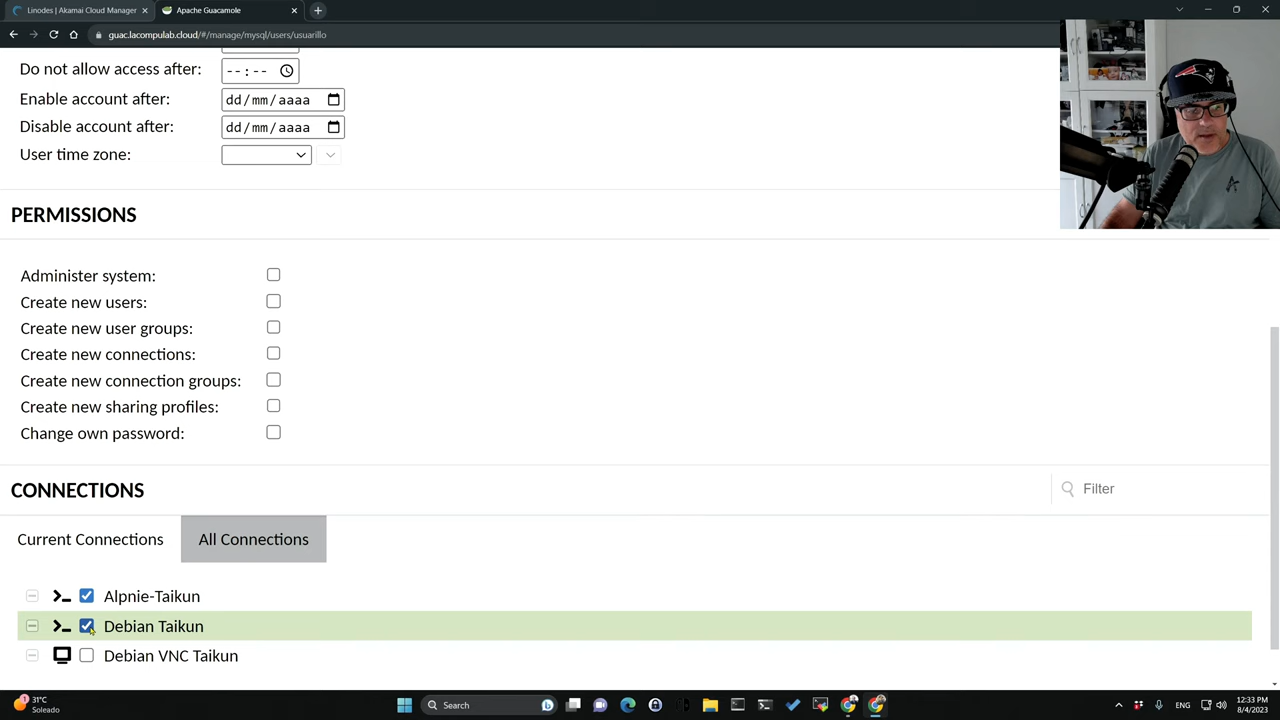 Linodes | Akamai Cloud Manager
Apache Guacamole
guac.lacompulab.cloud/#/manage/mysql/users/usuarillo
Do not allow access after: --:--
Enable account after: dd/mm/aaaa
Disable account after: dd/mm/aaaa
User time zone:
PERMISSIONS
Administer system:
Create new users:
Create new user groups:
Create new connections:
Create new connection groups:
Create new sharing profiles:
Change own password:
CONNECTIONS
Filter
Current Connections
All Connections
Alpnie-Taikun
Debian Taikun
Debian VNC Taikun
1
31°C
Soleado
Search
ENG
12:33 PM
8/4/2023